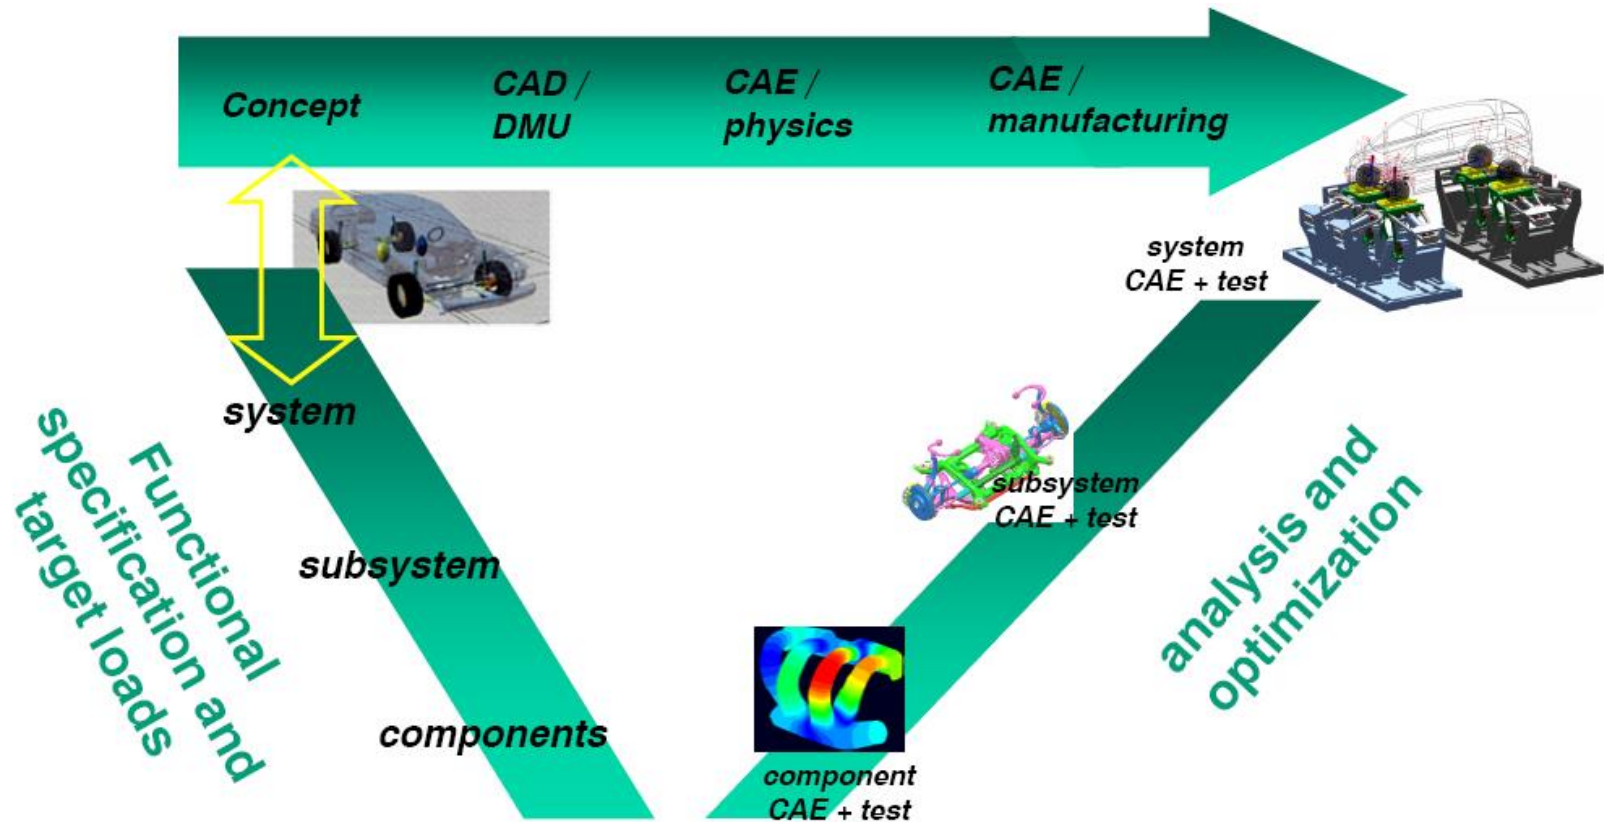 Concept
CAD /
DMU
CAE /
physics
CAE /
manufacturing
system
CAE + test
system
Functional
specification and
target loads
subsystem
CAE + test
analysis and
optimization
subsystem
components
component
CAE + test